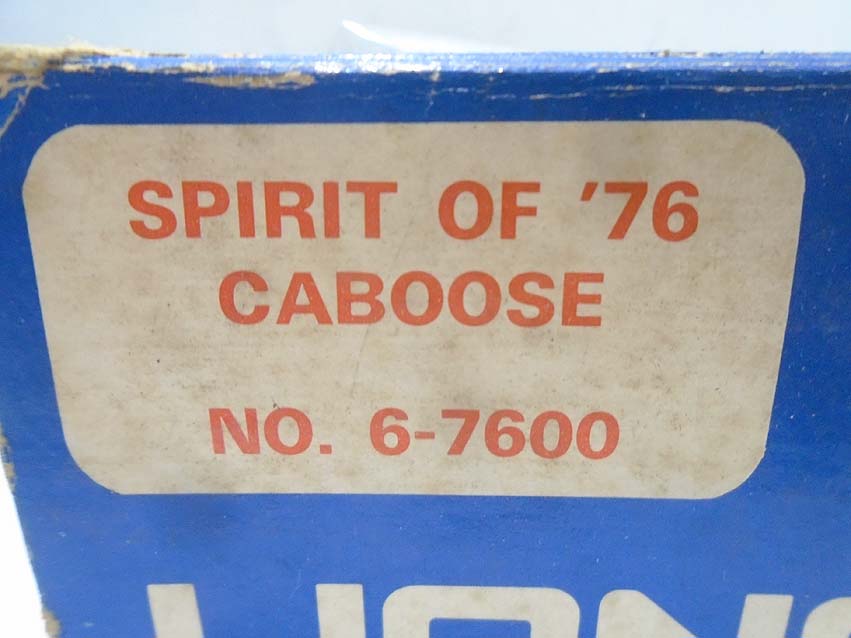 SPIRIT OF '76
CABOOSE
NO. 6-7600